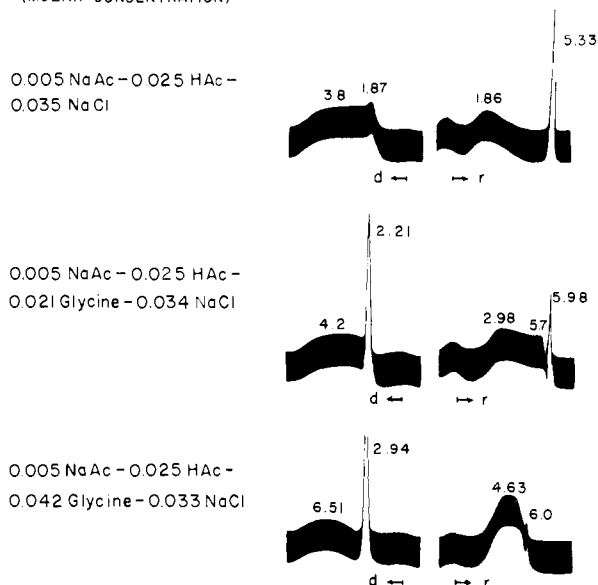 0.005 NaAc-0.025 HAc-
0.035 NaCl
3.8 1.87 1.86 5.33
d r
0.005 NaAc-0.025 HAc-
0.021 Glycine-0.034 NaCl
4.2 2.21 2.98 5.7 5.98
d r
0.005 NaAc-0.025 HAc-
0.042 Glycine-0.033 NaCl
6.51 2.94 4.63 6.0
d r